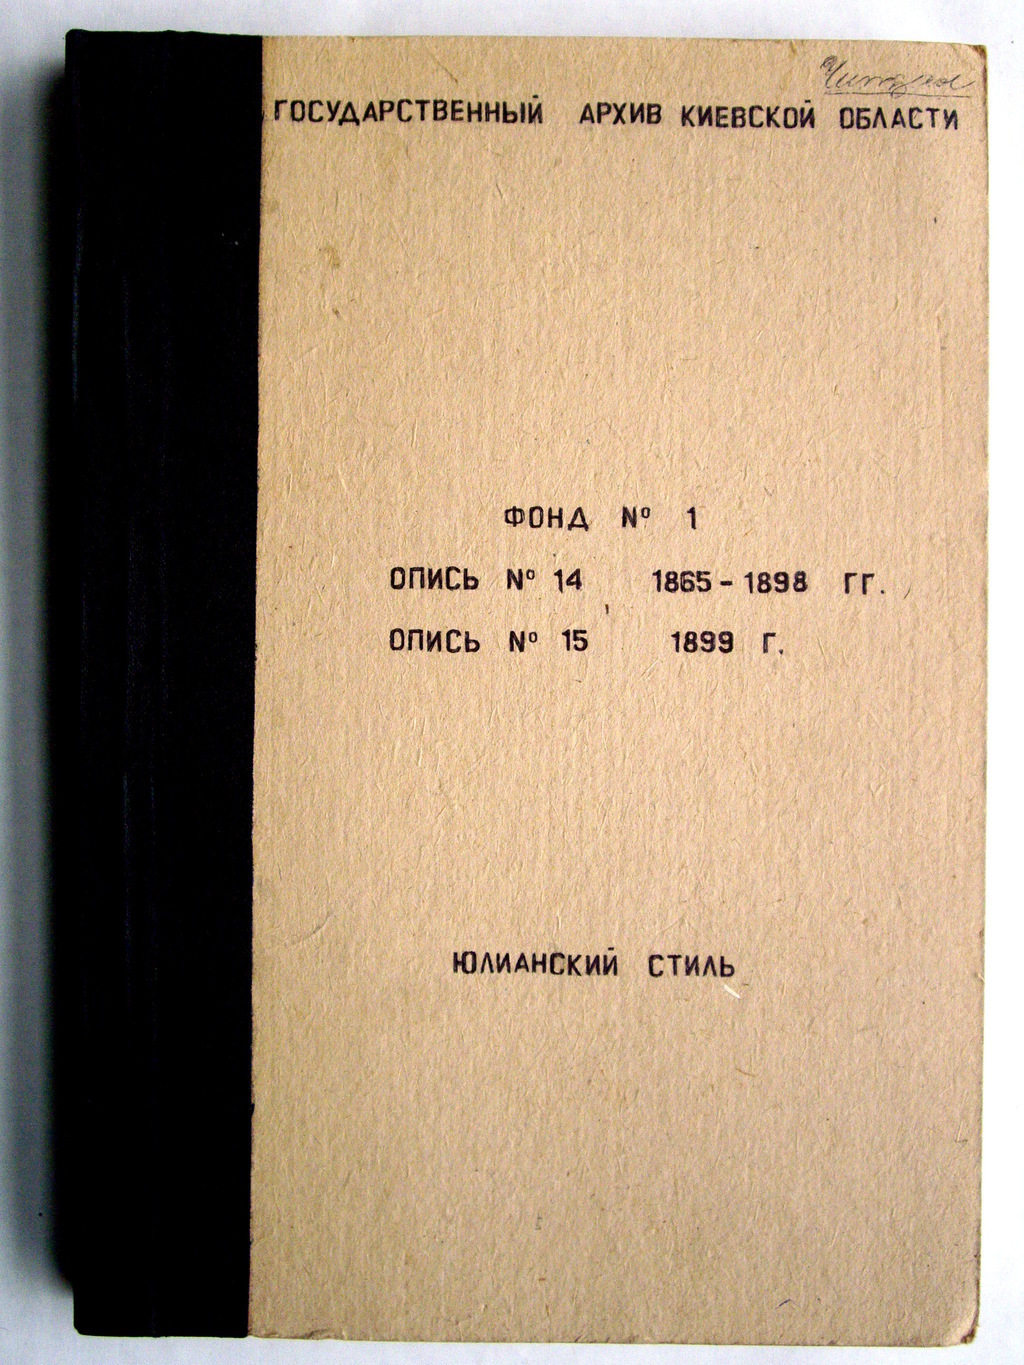 ГОСУДАРСТВЕННЫЙ АРХИВ КИЕВСКОЙ ОБЛАСТИ
ФОНД № 1
ОПИСЬ № 14 1865-1898 ГГ.
ОПИСЬ № 15 1899 Г.
ЮЛИАНСКИЙ СТИЛЬ